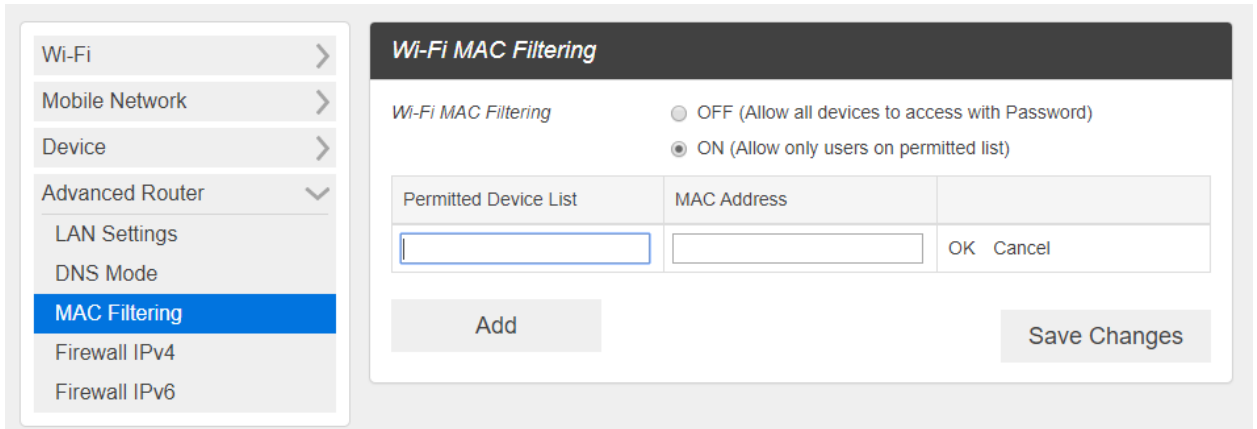 Wi-Fi
Mobile Network
Device
Advanced Router
LAN Settings
DNS Mode
MAC Filtering
Firewall IPv4
Firewall IPv6
Wi-Fi MAC Filtering
Wi-Fi MAC Filtering
OFF (Allow all devices to access with Password)
ON (Allow only users on permitted list)
Permitted Device List MAC Address
OK Cancel
Add
Save Changes